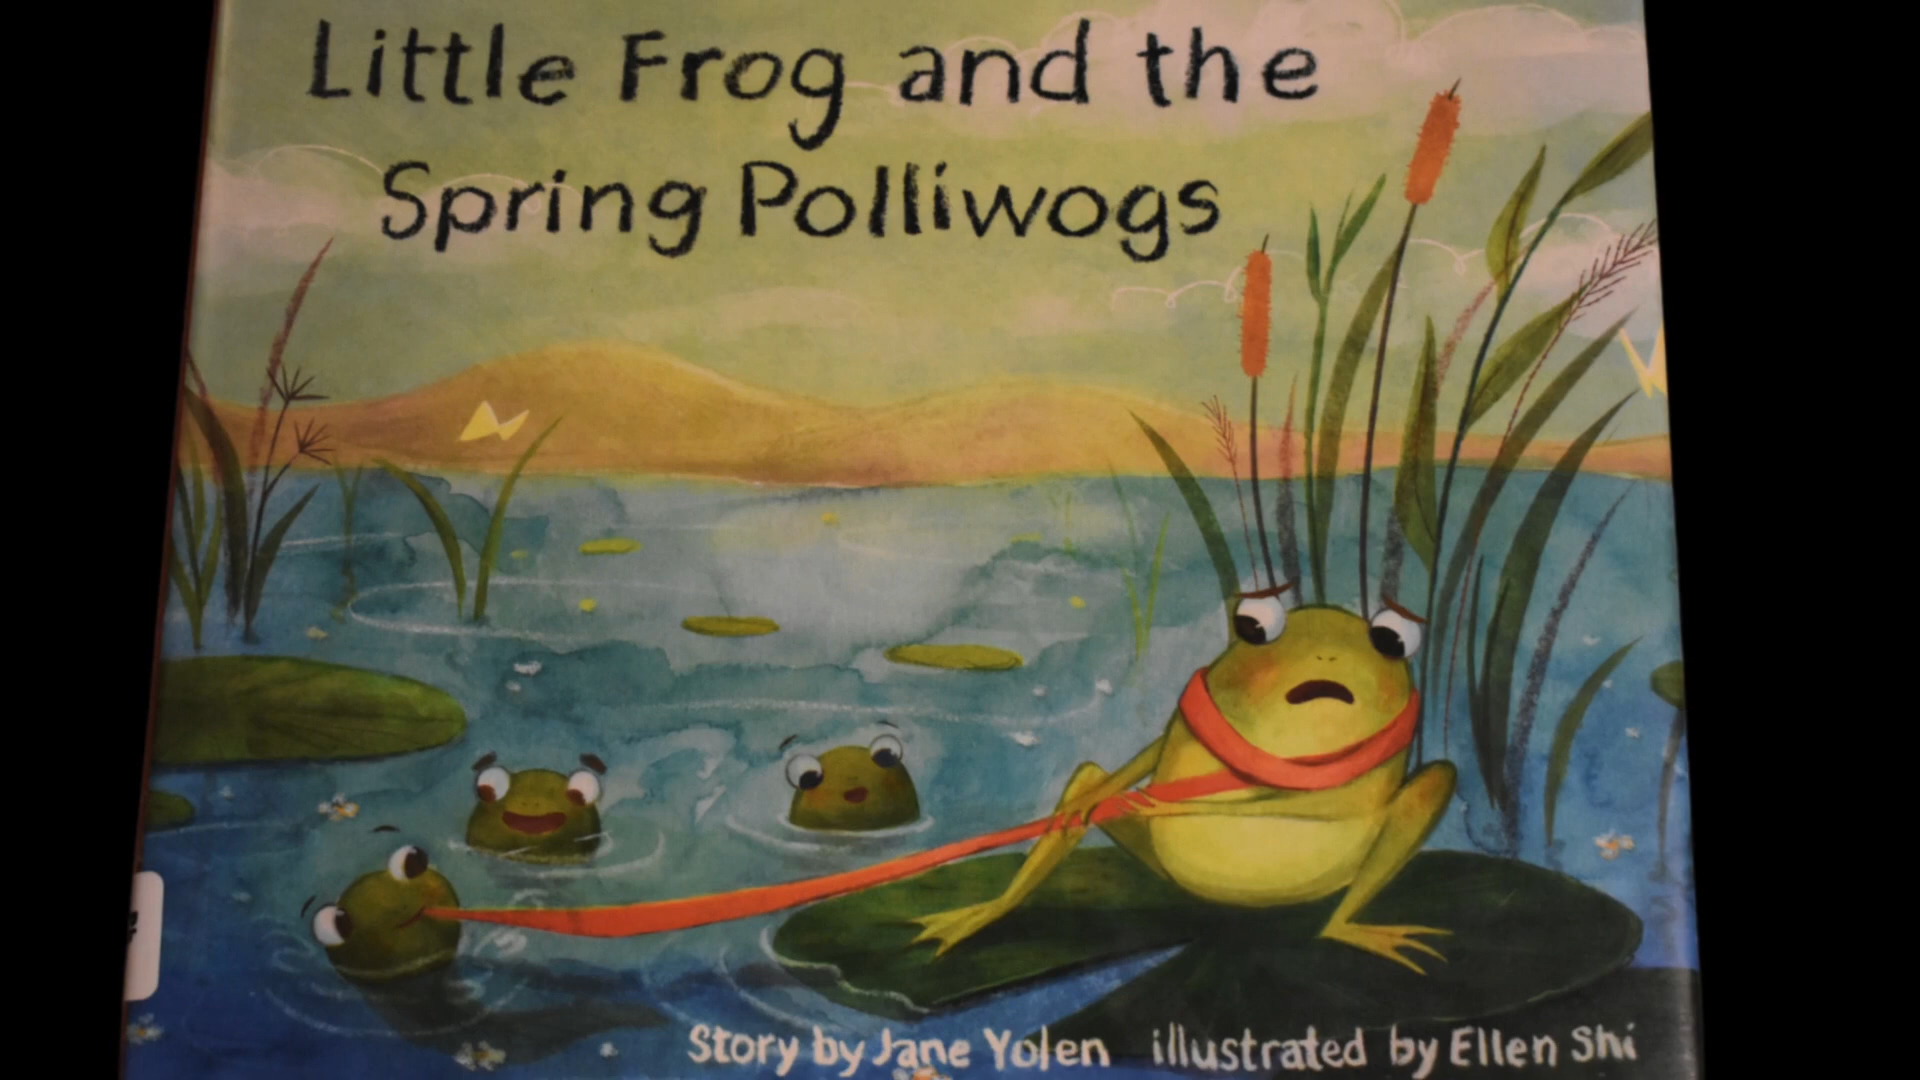 Little Frog and the
Spring Polliwogs
Story by Jane Yolen illustrated by Ellen Shi